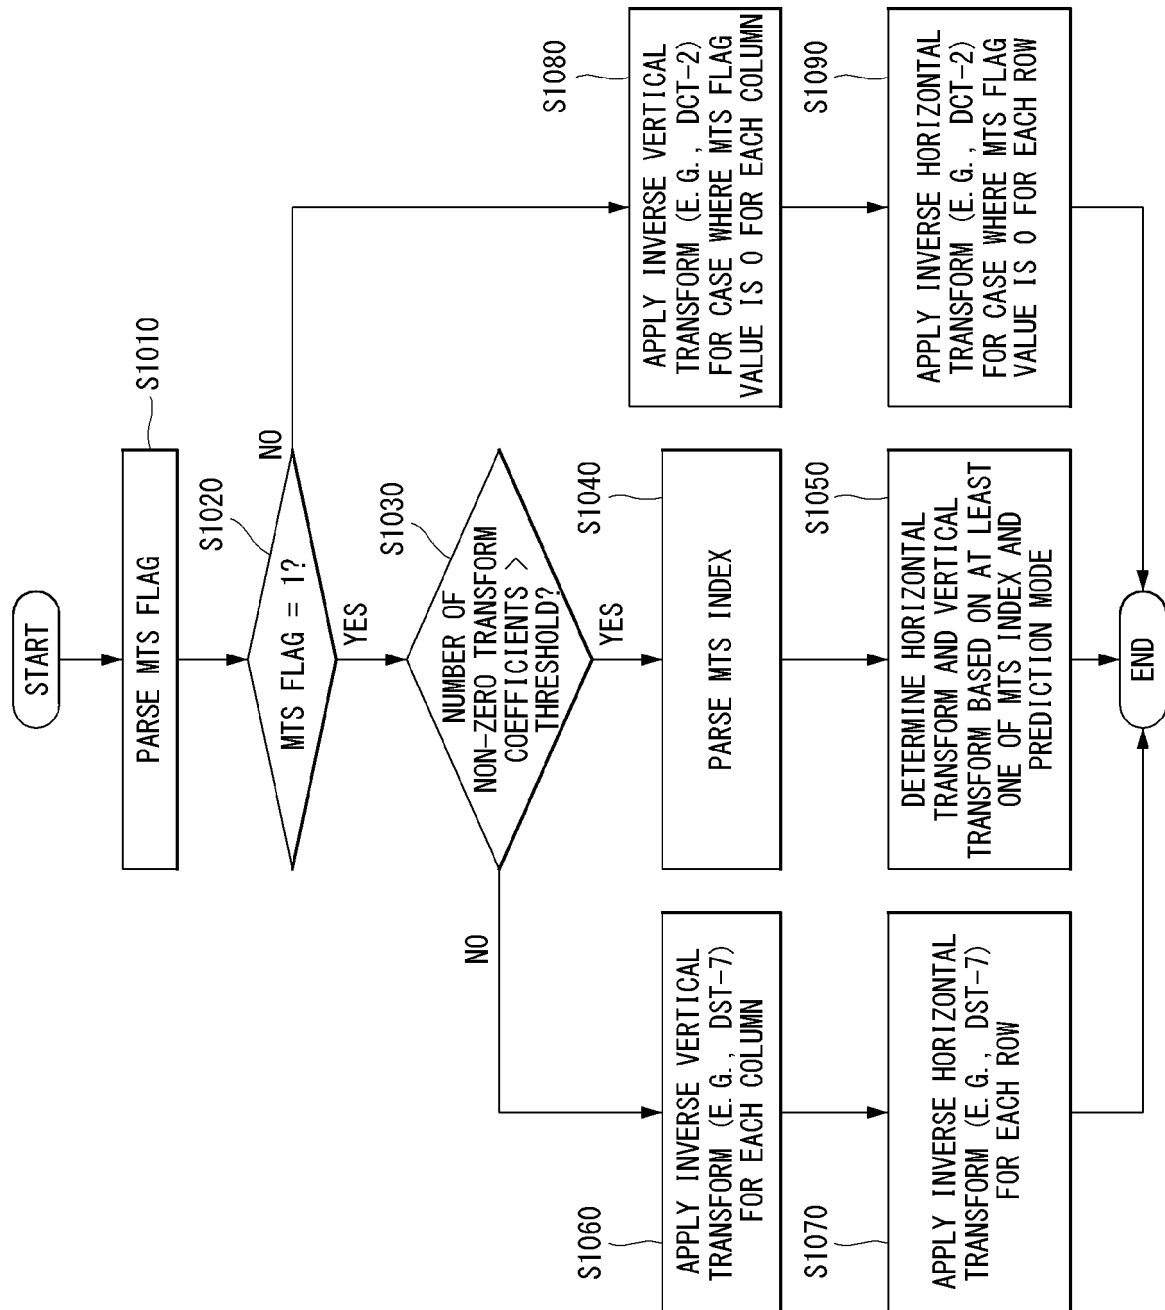 START
PARSE MTS FLAG
S1010
MTS FLAG = 1?
S1020
NO
YES
NUMBER OF
NON-ZERO TRANSFORM
COEFFICIENTS >
THRESHOLD?
S1030
NO
YES
PARSE MTS INDEX
S1040
DETERMINE HORIZONTAL
TRANSFORM AND VERTICAL
TRANSFORM BASED ON AT LEAST
ONE OF MTS INDEX AND
PREDICTION MODE
S1050
APPLY INVERSE VERTICAL
TRANSFORM (E.G., DST-7)
FOR EACH COLUMN
S1060
APPLY INVERSE HORIZONTAL
TRANSFORM (E.G., DST-7)
FOR EACH ROW
S1070
APPLY INVERSE VERTICAL
TRANSFORM (E.G., DCT-2)
FOR CASE WHERE MTS FLAG
VALUE IS 0 FOR EACH COLUMN
S1080
APPLY INVERSE HORIZONTAL
TRANSFORM (E.G., DCT-2)
FOR CASE WHERE MTS FLAG
VALUE IS 0 FOR EACH ROW
S1090
END